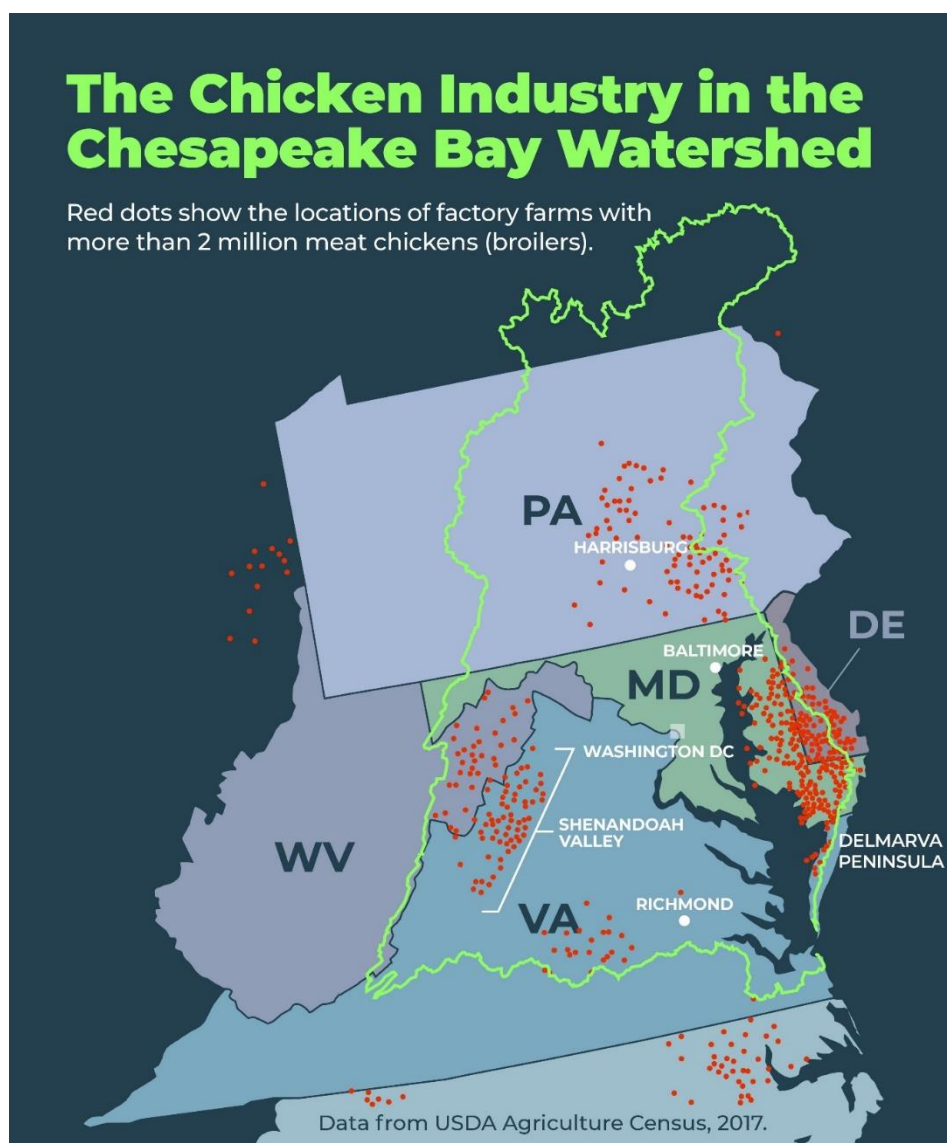 The Chicken Industry in the
Chesapeake Bay Watershed
Red dots show the locations of factory farms with
more than 2 million meat chickens (broilers).
PA
HARRISBURG
DE
BALTIMORE
MD
WASHINGTON DC
SHENANDOAH
VALLEY
DELMARVA
PENINSULA
WV
VA
RICHMOND
Data from USDA Agriculture Census, 2017.